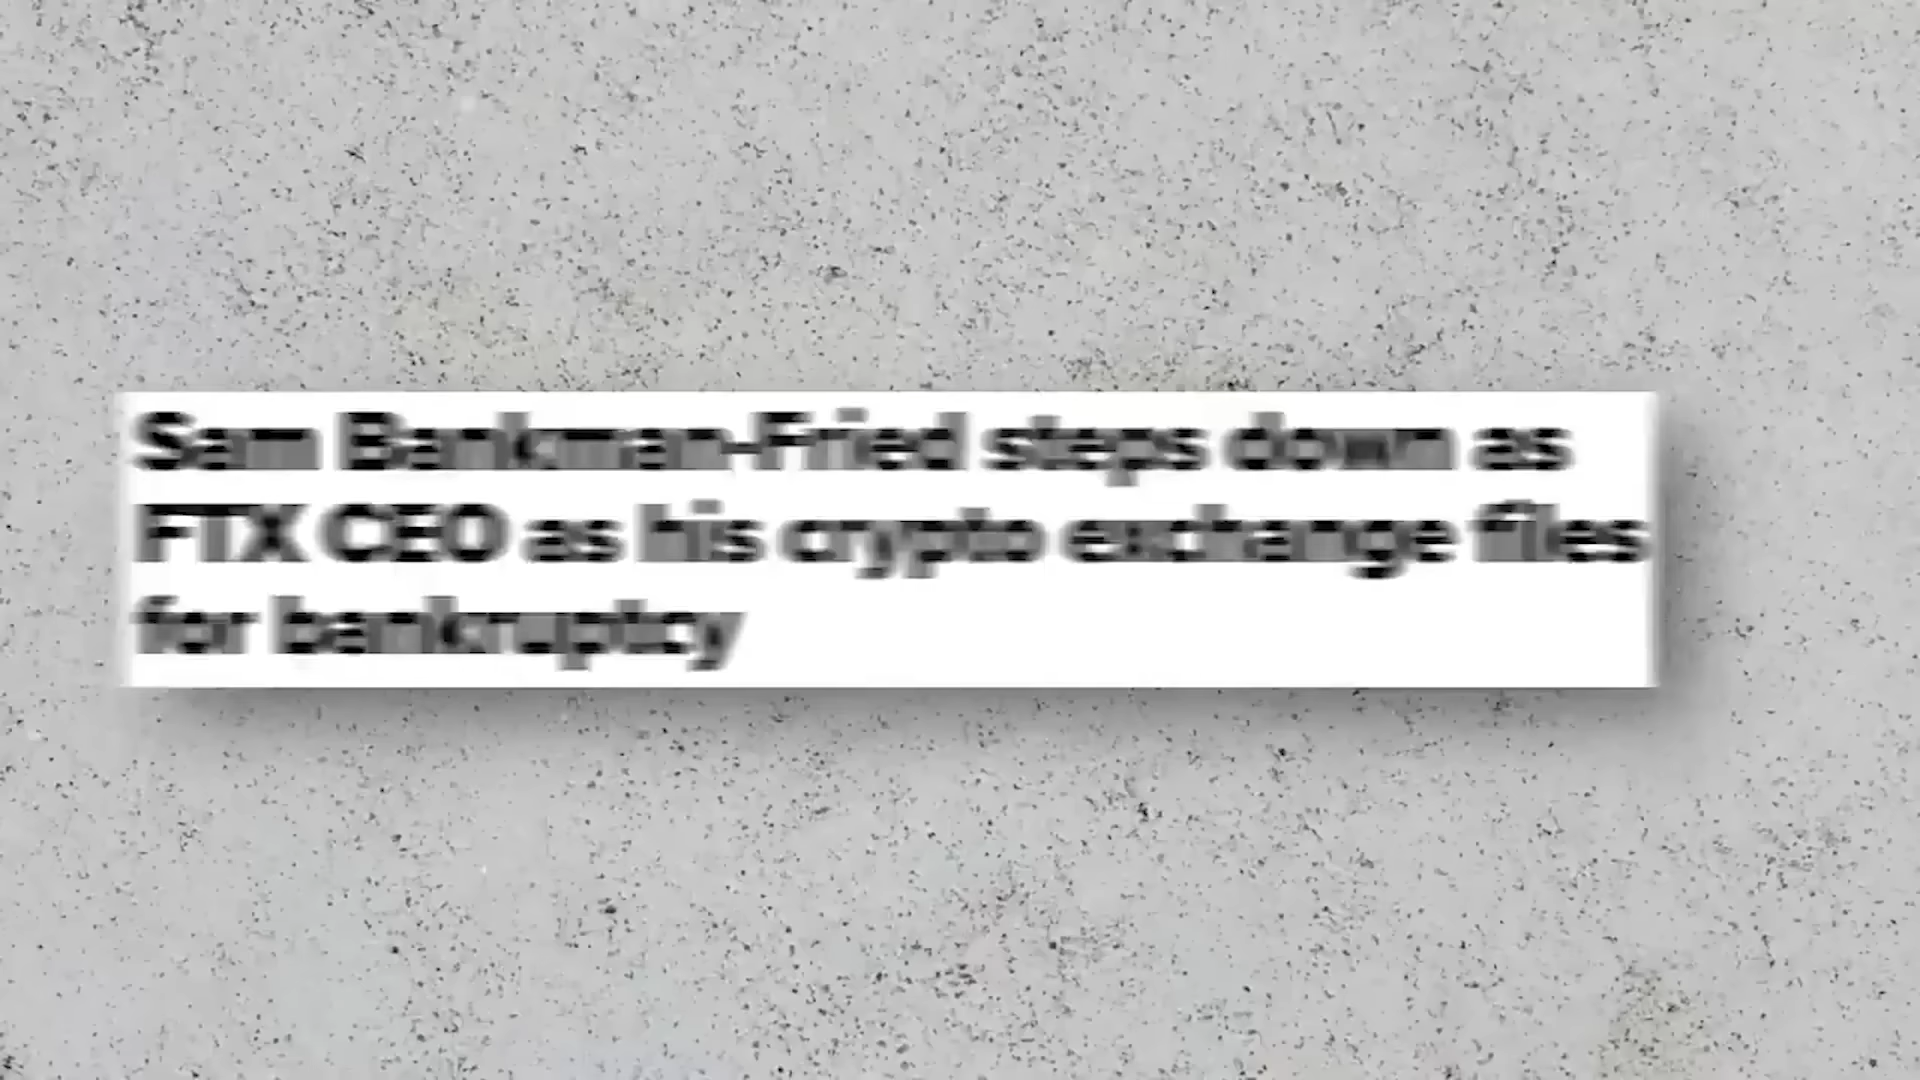 Sam Bankman-Fried steps down as
FTX CEO as his crypto exchange files
for bankruptcy